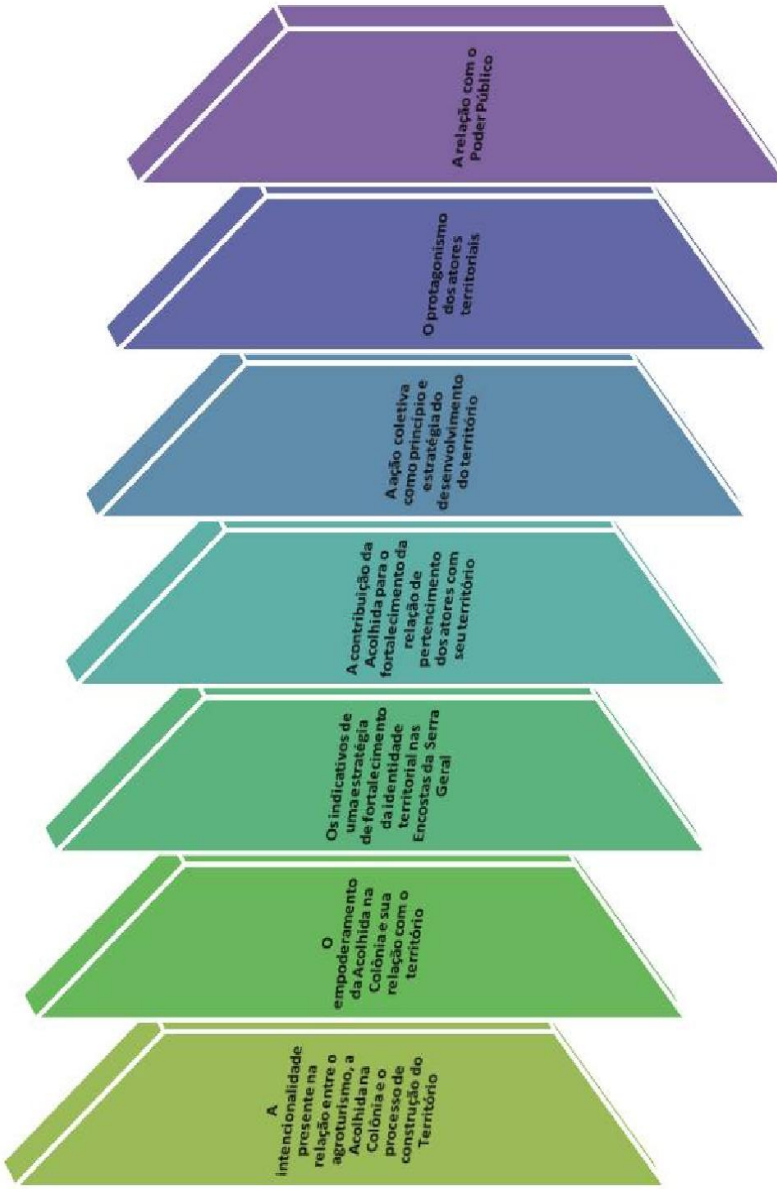 A
intencionalidade
presente na
relação entre o
agroturismo, a
Acolhida na
Colônia e o
processo de
construção do
Território
O
empoderamento
da Acolhida na
Colônia e sua
relação com o
território
Os indicativos de
uma estratégia
de fortalecimento
da identidade
territorial nas
Encostas da Serra
Geral
A contribuição da
Acolhida para o
fortalecimento da
relação de
pertencimento
dos atores com
seu território
A ação coletiva
como princípio e
estratégia do
desenvolvimento
do território
O protagonismo
dos atores
territoriais
A relação com o
Poder Público